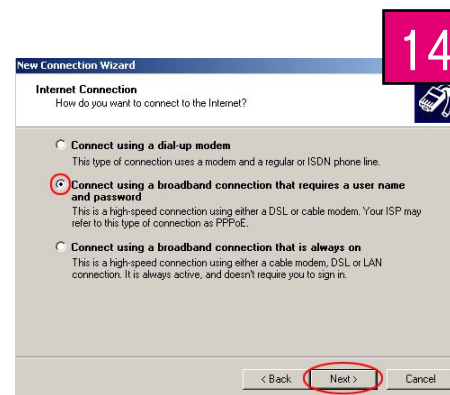 14
New Connection Wizard
Internet Connection
How do you want to connect to the Internet?
Connect using a dial-up modem
This type of connection uses a modem and a regular or ISDN phone line.
Connect using a broadband connection that requires a user name
and password
This is a high-speed connection using either a DSL or cable modem. Your ISP may
refer to this type of connection as PPPoE.
Connect using a broadband connection that is always on
This is a high-speed connection using either a cable modem, DSL or LAN
connection. It is always active, and doesn't require you to sign in.
< Back
Next >
Cancel